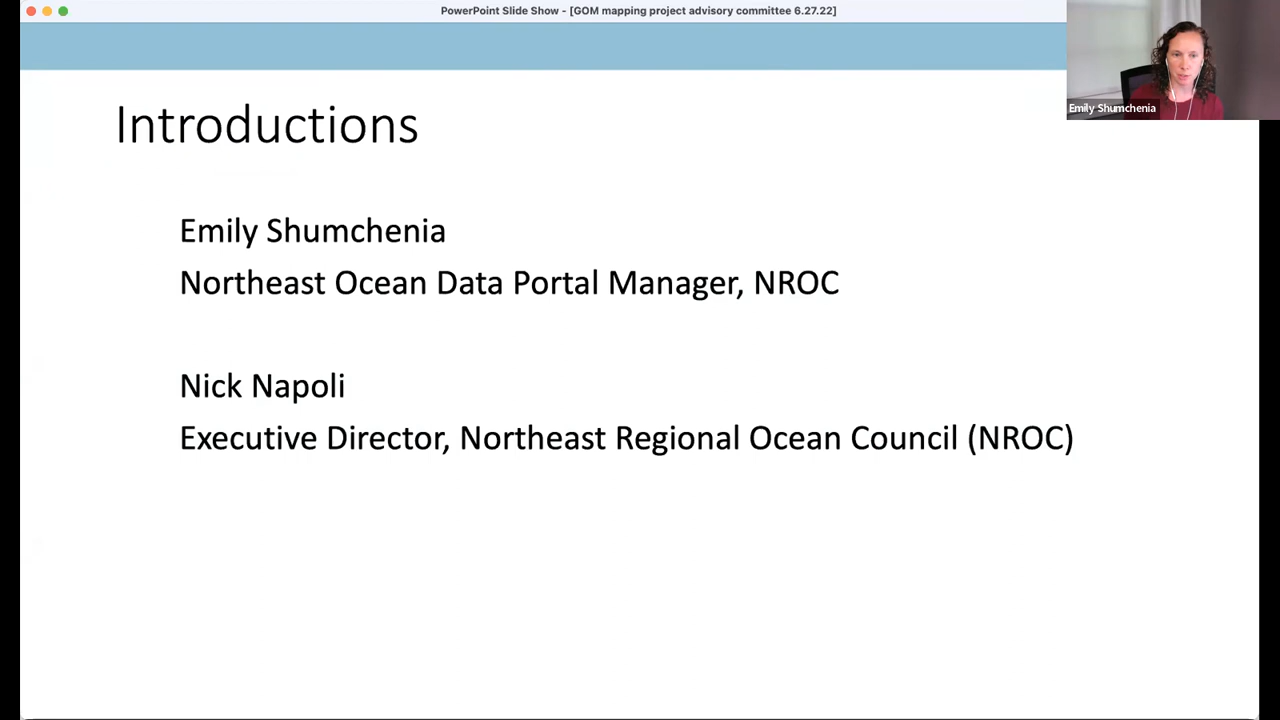 PowerPoint Slide Show - [GOM mapping project advisory committee 6.27.22]
Emily Shumchenia
Introductions
Emily Shumchenia
Northeast Ocean Data Portal Manager, NROC
Nick Napoli
Executive Director, Northeast Regional Ocean Council (NROC)